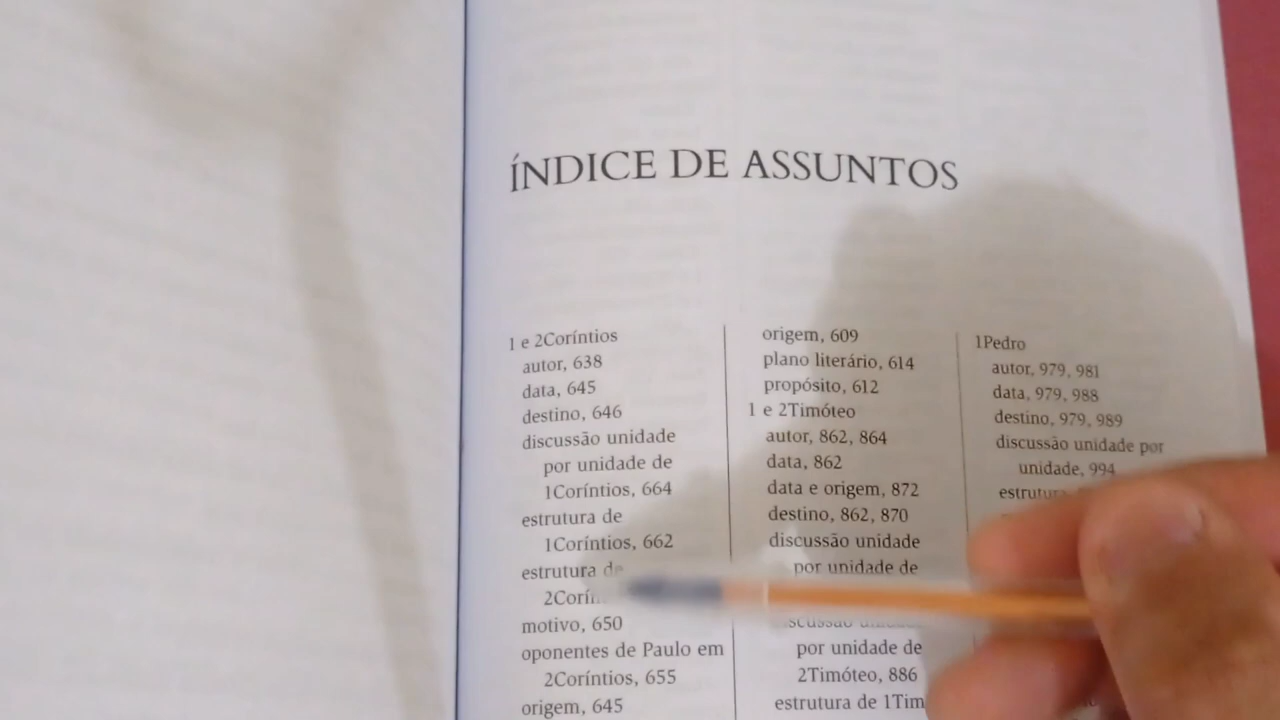 ÍNDICE DE ASSUNTOS
1 e 2Coríntios
autor, 638
data, 645
destino, 646
discussão unidade
por unidade de
1Coríntios, 664
estrutura de
1Coríntios, 662
estrutura de
motivo, 650
oponentes de Paulo em
2Coríntios, 655
origem, 645
origem, 609
plano literário, 614
propósito, 612
1 e 2Timóteo
autor, 862, 864
data, 862
data e origem, 872
destino, 862, 870
discussão unidade
por unidade de
por unidade de
2Timóteo, 886
estrutura de 1Tim
1Pedro
autor, 979, 981
data, 979, 988
destino, 979, 989
discussão unidade por
unidade, 994